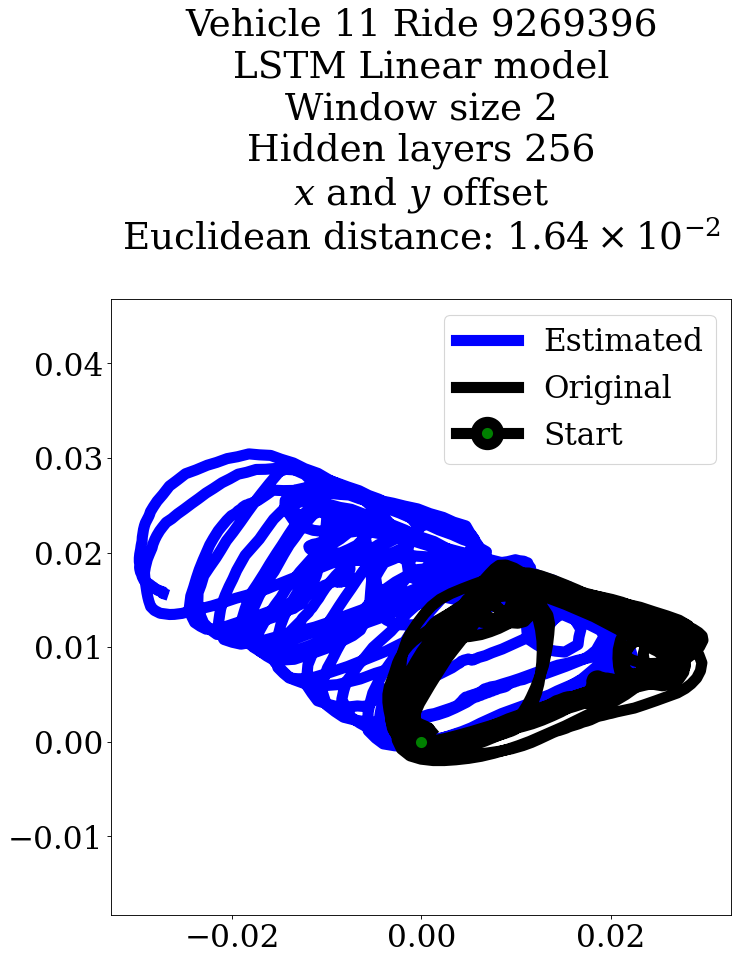 Vehicle 11 Ride 9269396
LSTM Linear model
Window size 2
Hidden layers 256
x and y offset
Euclidean distance: 1.64 × 10⁻²
Estimated
Original
Start
0.04
0.03
0.02
0.01
0.00
−0.01
−0.02 0.00 0.02